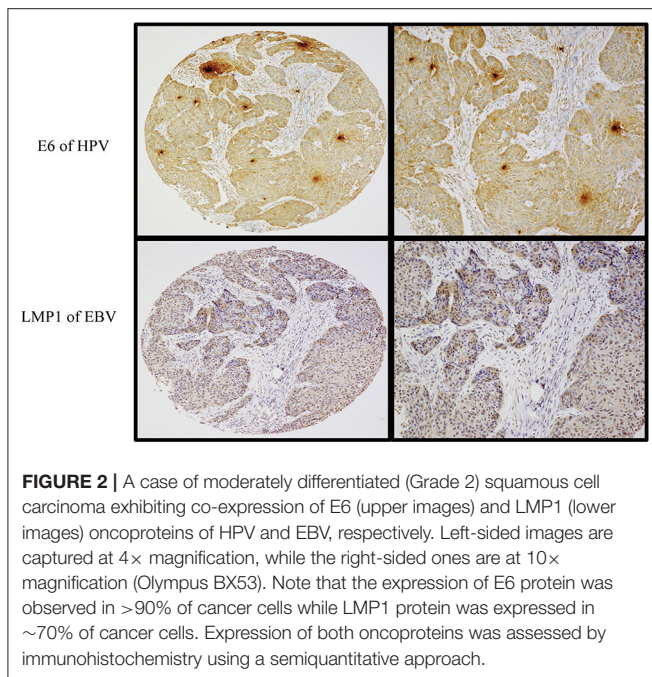 E6 of HPV
LMP1 of EBV
FIGURE 2 | A case of moderately differentiated (Grade 2) squamous cell
carcinoma exhibiting co-expression of E6 (upper images) and LMP1 (lower
images) oncoproteins of HPV and EBV, respectively. Left-sided images are
captured at 4× magnification, while the right-sided ones are at 10×
magnification (Olympus BX53). Note that the expression of E6 protein was
observed in >90% of cancer cells while LMP1 protein was expressed in
~70% of cancer cells. Expression of both oncoproteins was assessed by
immunohistochemistry using a semiquantitative approach.